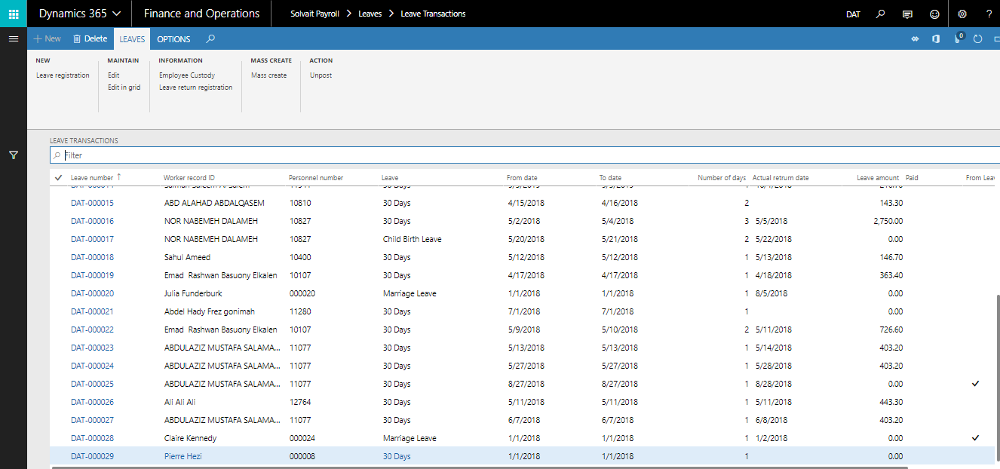 Dynamics 365 Finance and Operations Solvait Payroll Leaves Leave Transactions DAT ?
New Delete LEAVES OPTIONS 0
NEW MAINTAIN INFORMATION MASS CREATE ACTION
Leave registration Edit Employee Custody Mass create Unpost
Edit in grid Leave return registration
LEAVE TRANSACTIONS
Filter
Leave number Worker record ID Personnel number Leave From date To date Number of days Actual retrurn date Leave amount Paid From Leav
DAT-000015 ABD ALAHAD ABDALQASEM 10810 30 Days 4/15/2018 4/16/2018 2 143.30
DAT-000016 NOR NABEMEH DALAMEH 10827 30 Days 5/2/2018 5/4/2018 3 5/5/2018 2,750.00
DAT-000017 NOR NABEMEH DALAMEH 10827 Child Birth Leave 5/20/2018 5/21/2018 2 5/22/2018 0.00
DAT-000018 Sahul Ameed 10400 30 Days 5/12/2018 5/12/2018 1 5/13/2018 146.70
DAT-000019 Emad Rashwan Basuony Elkalen 10107 30 Days 4/17/2018 4/17/2018 1 4/18/2018 363.40
DAT-000020 Julia Funderburk 000020 Marriage Leave 1/1/2018 1/1/2018 1 8/5/2018 0.00
DAT-000021 Abdel Hady Frez gonimah 11280 30 Days 7/1/2018 7/1/2018 1 0.00
DAT-000022 Emad Rashwan Basuony Elkalen 10107 30 Days 5/9/2018 5/10/2018 2 5/11/2018 726.60
DAT-000023 ABDULAZIZ MUSTAFA SALAMA... 11077 30 Days 5/13/2018 5/13/2018 1 5/14/2018 403.20
DAT-000024 ABDULAZIZ MUSTAFA SALAMA... 11077 30 Days 5/27/2018 5/27/2018 1 5/28/2018 403.20
DAT-000025 ABDULAZIZ MUSTAFA SALAMA... 11077 30 Days 8/27/2018 8/27/2018 1 8/28/2018 0.00
DAT-000026 Ali Ali Ali 12764 30 Days 5/11/2018 5/11/2018 1 5/11/2018 443.30
DAT-000027 ABDULAZIZ MUSTAFA SALAMA... 11077 30 Days 6/7/2018 6/7/2018 1 6/8/2018 403.20
DAT-000028 Claire Kennedy 000024 Marriage Leave 1/1/2018 1/1/2018 1 1/2/2018 0.00
DAT-000029 Pierre Hezi 000008 30 Days 1/1/2018 1/1/2018 1 0.00